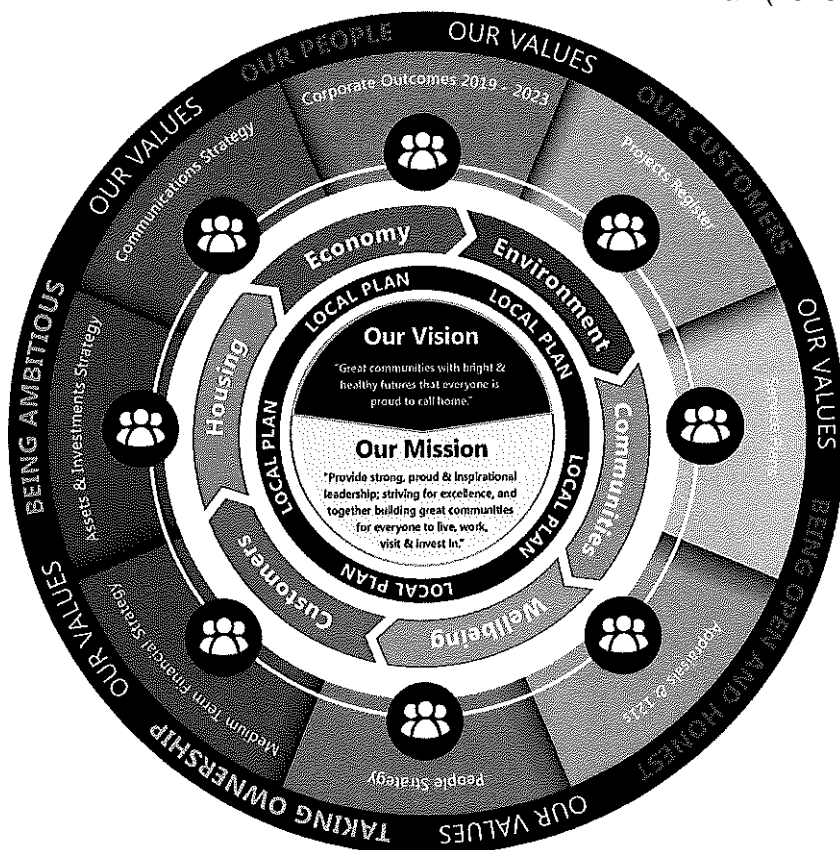 OUR VALUES
OUR CUSTOMERS
OUR VALUES
BEING OPEN AND HONEST
OUR VALUES
TAKING OWNERSHIP
OUR VALUES
BEING AMBITIOUS
OUR VALUES
OUR PEOPLE
Corporate Outcomes 2019 - 2023
Projects Register
Appraisals & 121s
People Strategy
Medium Term Financial Strategy
Assets & Investments Strategy
Communications Strategy
Economy
Environment
Communities
Wellbeing
Customers
Housing
LOCAL PLAN
LOCAL PLAN
LOCAL PLAN
LOCAL PLAN
LOCAL PLAN
Our Vision
"Great communities with bright &
healthy futures that everyone is
proud to call home."
Our Mission
"Provide strong, proud & inspirational
leadership; striving for excellence, and
together building great communities
for everyone to live, work,
visit & invest in."